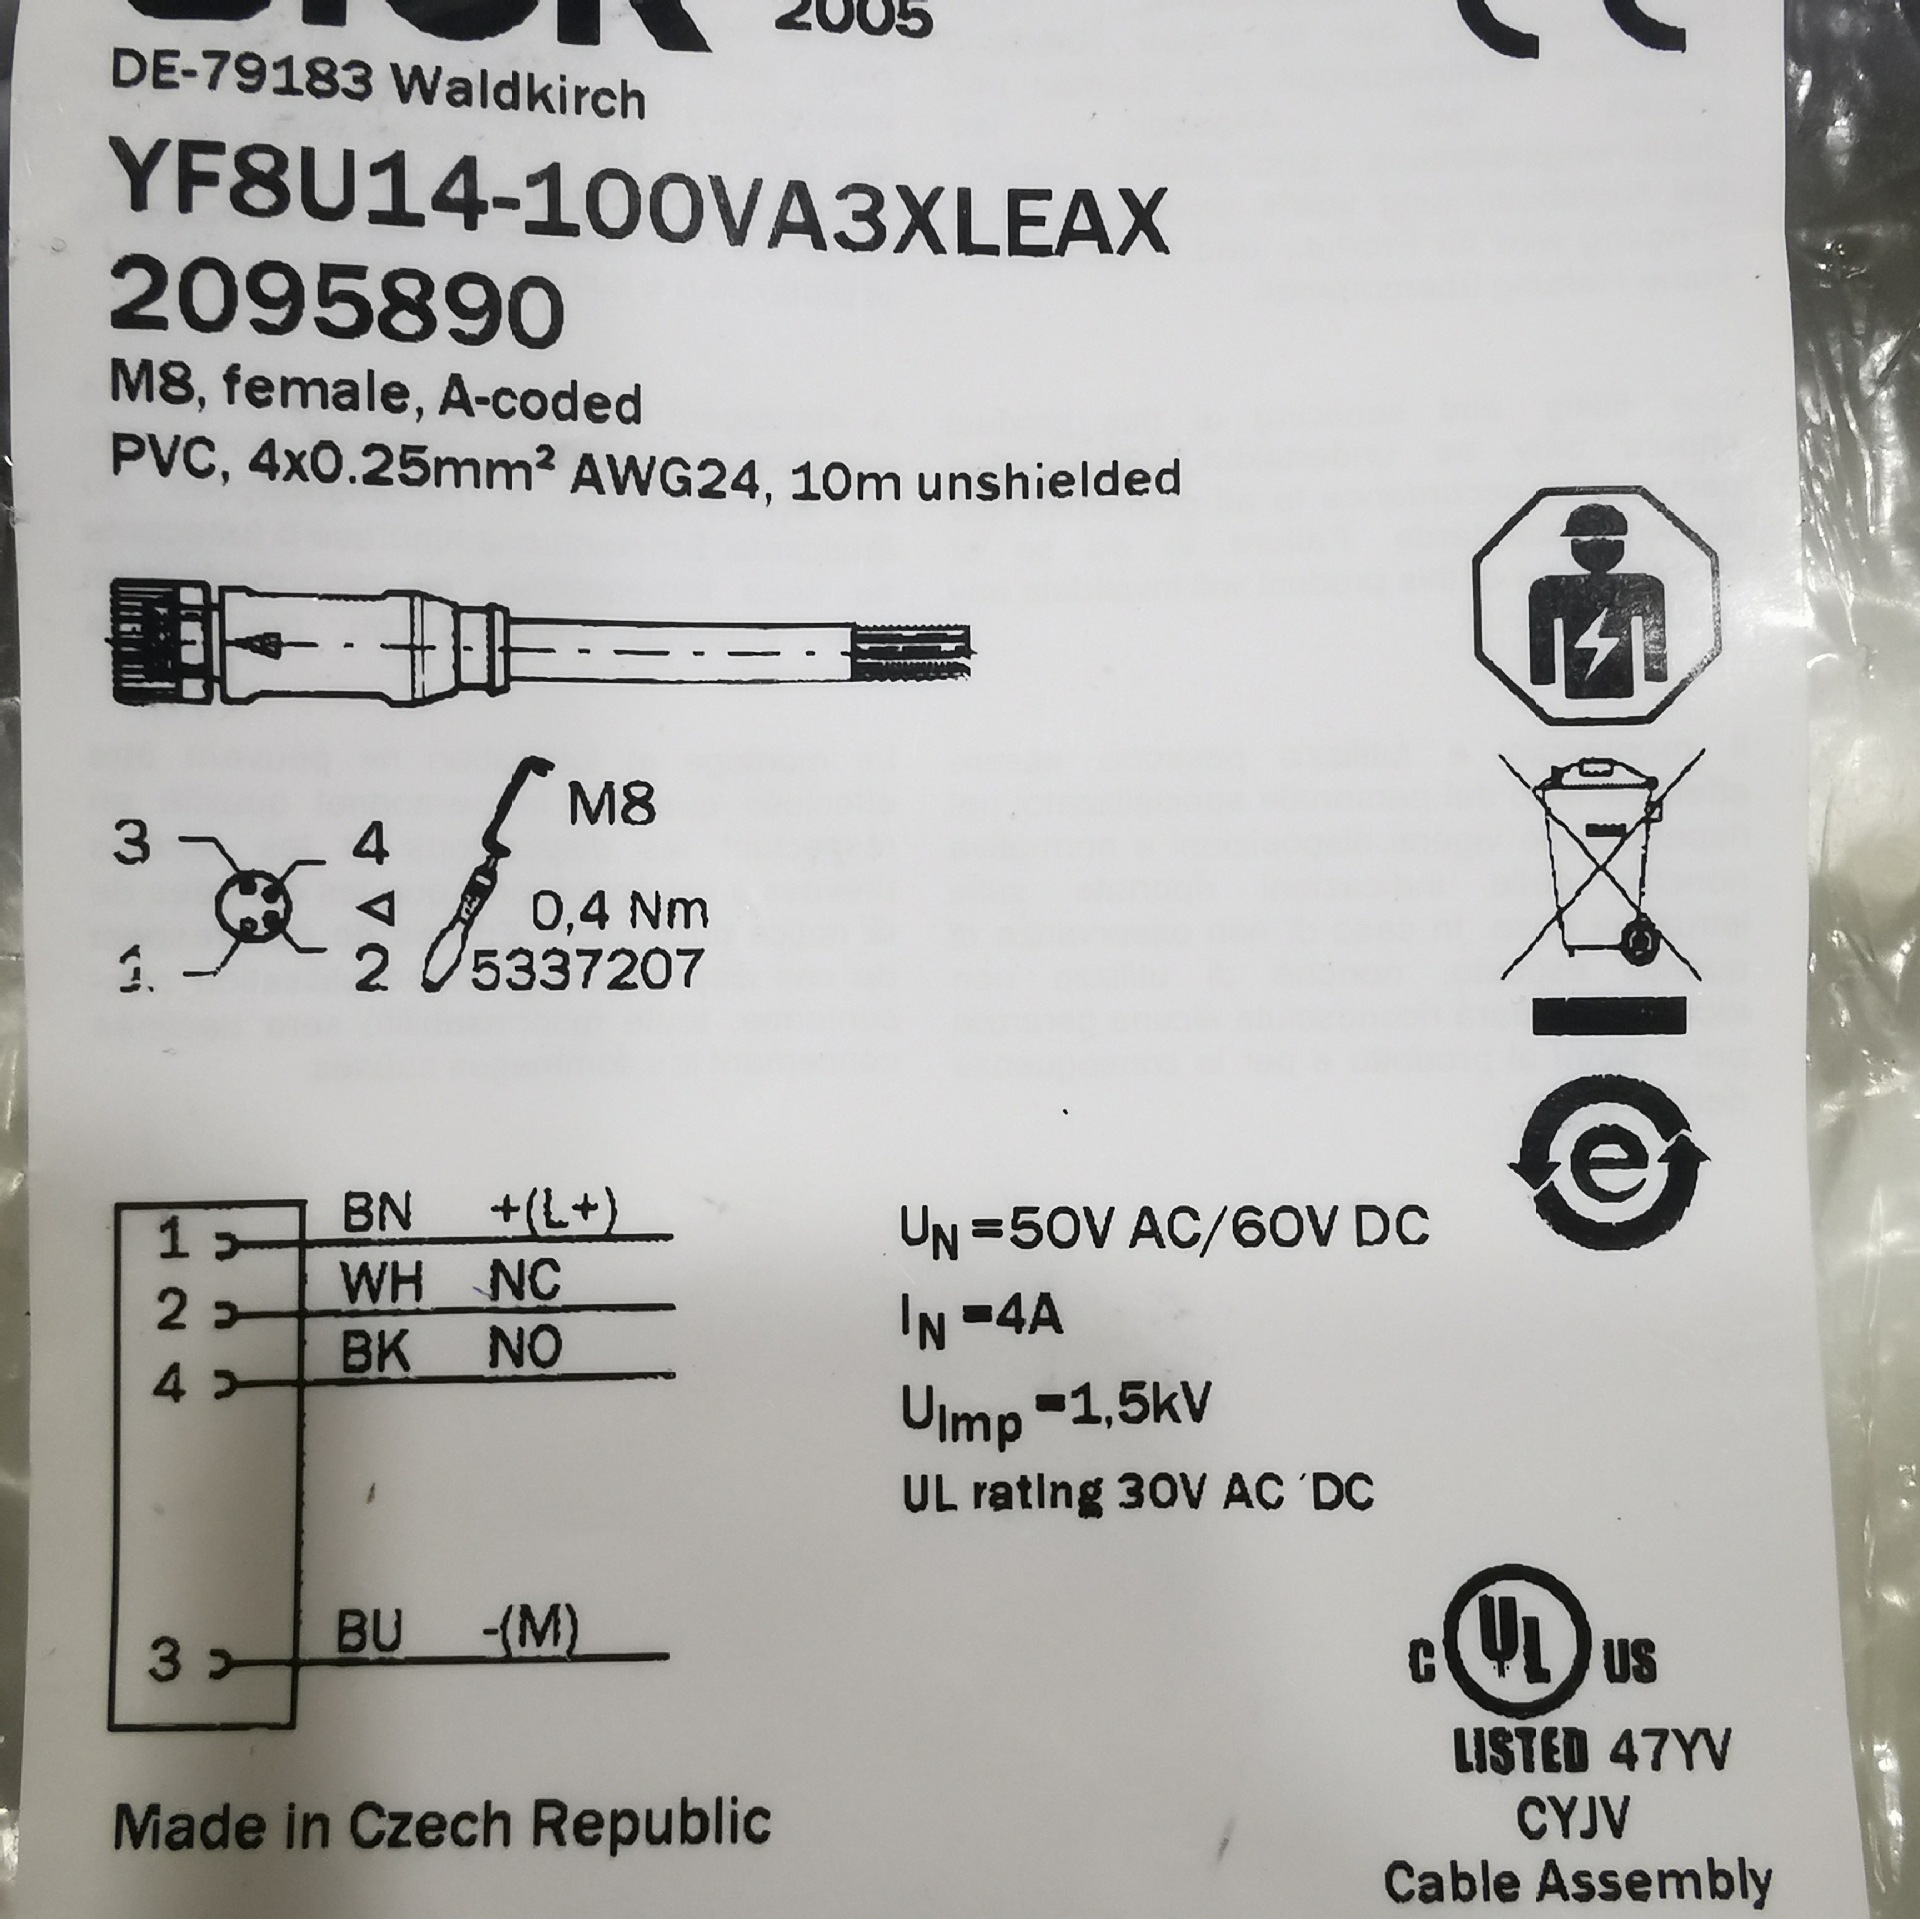 SICK
2005
DE-79183 Waldkirch
YF8U14-100VA3XLEAX
2095890
M8, female, A-coded
PVC, 4x0.25mm² AWG24, 10m unshielded
M8
3 4
0,4 Nm
1 2
5337207
e
1 BN +(L+)
2 WH NC
4 BK NO
3 BU -(M)
UN =50V AC/60V DC
IN =4A
UImp =1,5kV
UL rating 30V AC DC
C UL US
LISTED 47YV
CYJV
Cable Assembly
Made in Czech Republic